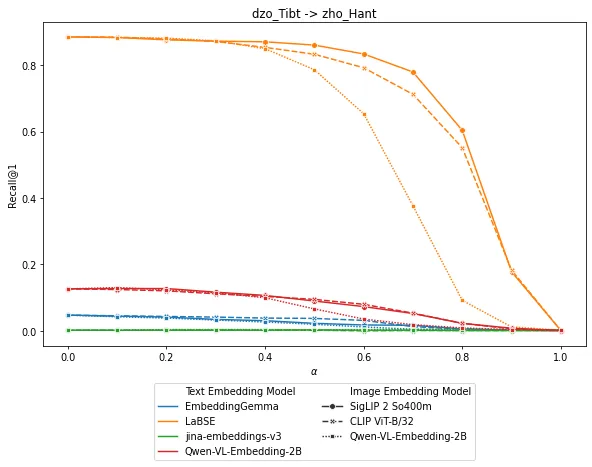 dzo_Tibt -> zho_Hant
Recall@1
0.8
0.6
0.4
0.2
0.0
0.0 0.2 0.4 0.6 0.8 1.0
α
Text Embedding Model
EmbeddingGemma
LaBSE
jina-embeddings-v3
Qwen-VL-Embedding-2B
Image Embedding Model
SigLIP 2 So400m
CLIP ViT-B/32
Qwen-VL-Embedding-2B